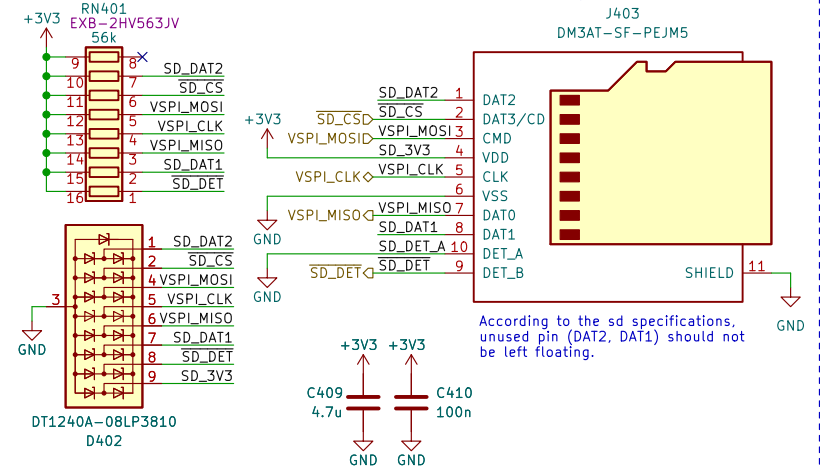 RN401
EXB-2HV563JV
56k
+3V3
9 8
10 7 SD_DAT2
11 6 SD_CS
12 5 VSPI_MOSI
13 4 VSPI_CLK
14 3 VSPI_MISO
15 2 SD_DAT1
16 1 SD_DET
1 SD_DAT2
2 SD_CS
4 VSPI_MOSI
5 VSPI_CLK
6 VSPI_MISO
7 SD_DAT1
8 SD_DET
9 SD_3V3
3
GND
DT1240A-08LP3810
D402
J403
DM3AT-SF-PEJM5
SD_DAT2 1 DAT2
SD_CS SD_CS 2 DAT3/CD
VSPI_MOSI VSPI_MOSI 3 CMD
+3V3
SD_3V3 4 VDD
VSPI_CLK VSPI_CLK 5 CLK
6 VSS
GND
VSPI_MISO VSPI_MISO 7 DAT0
SD_DAT1 8 DAT1
SD_DET_A 10 DET_A
GND
SD_DET SD_DET 9 DET_B
SHIELD 11
GND
According to the sd specifications,
unused pin (DAT2, DAT1) should not
be left floating.
+3V3 +3V3
C409 C410
4.7u 100n
GND GND